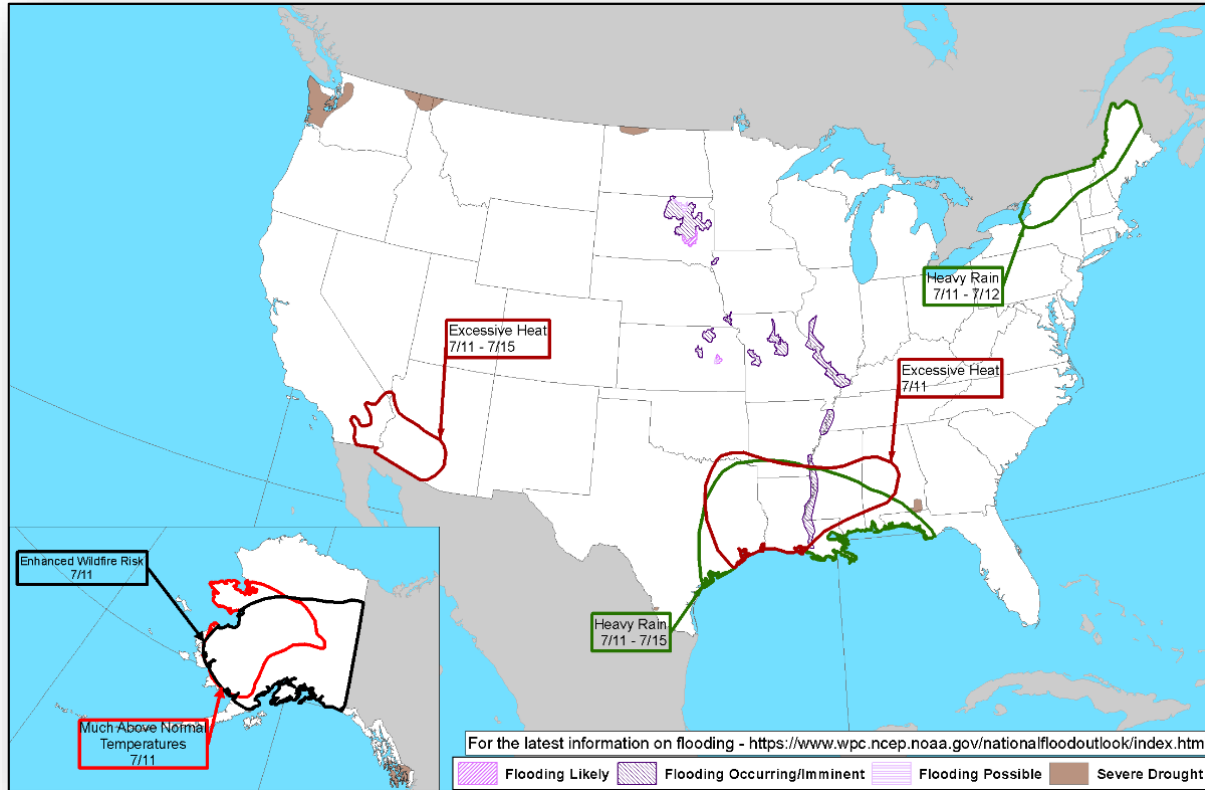 Heavy Rain
7/11 - 7/12
Excessive Heat
7/11 - 7/15
Excessive Heat
7/11
Enhanced Wildfire Risk
7/11
Heavy Rain
7/11 - 7/15
Much Above Normal
Temperatures
7/11
For the latest information on flooding - https://www.wpc.ncep.noaa.gov/nationalfloodoutlook/index.htm
Flooding Likely
Flooding Occurring/Imminent
Flooding Possible
Severe Drought